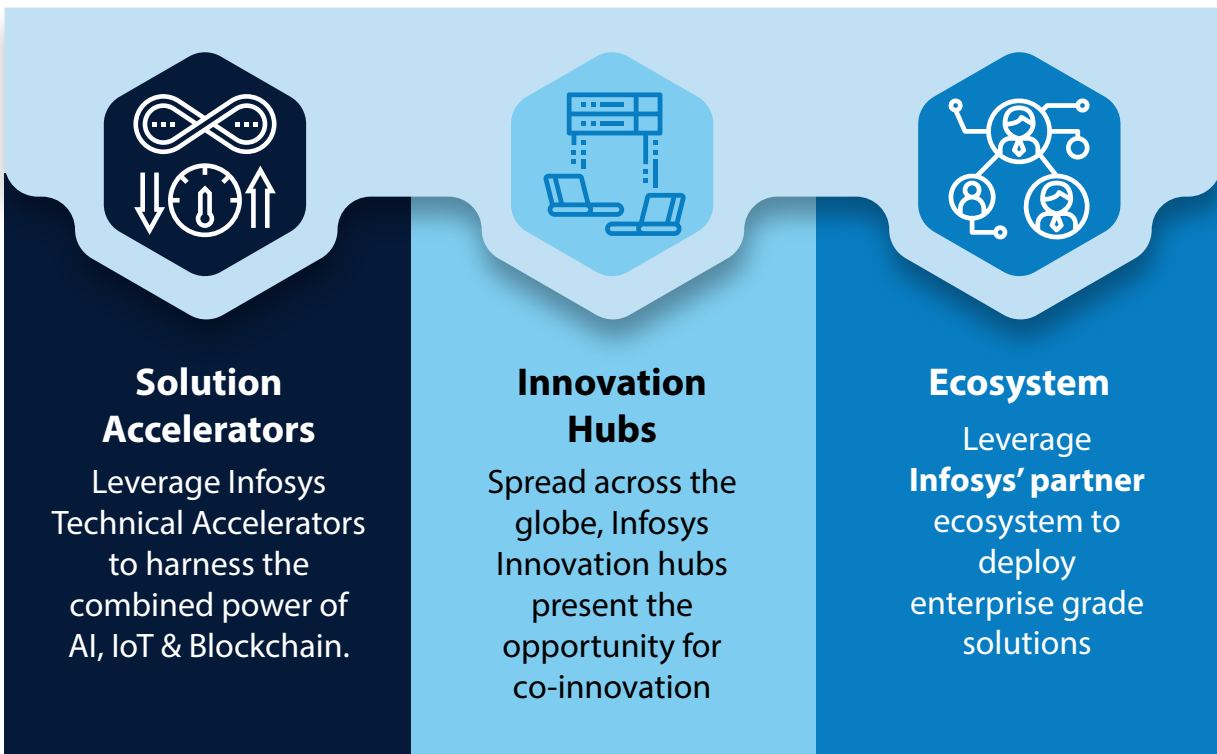 Solution
Accelerators
Leverage Infosys
Technical Accelerators
to harness the
combined power of
AI, IoT & Blockchain.
Innovation
Hubs
Spread across the
globe, Infosys
Innovation hubs
present the
opportunity for
co-innovation
Ecosystem
Leverage
Infosys’ partner
ecosystem to
deploy
enterprise grade
solutions